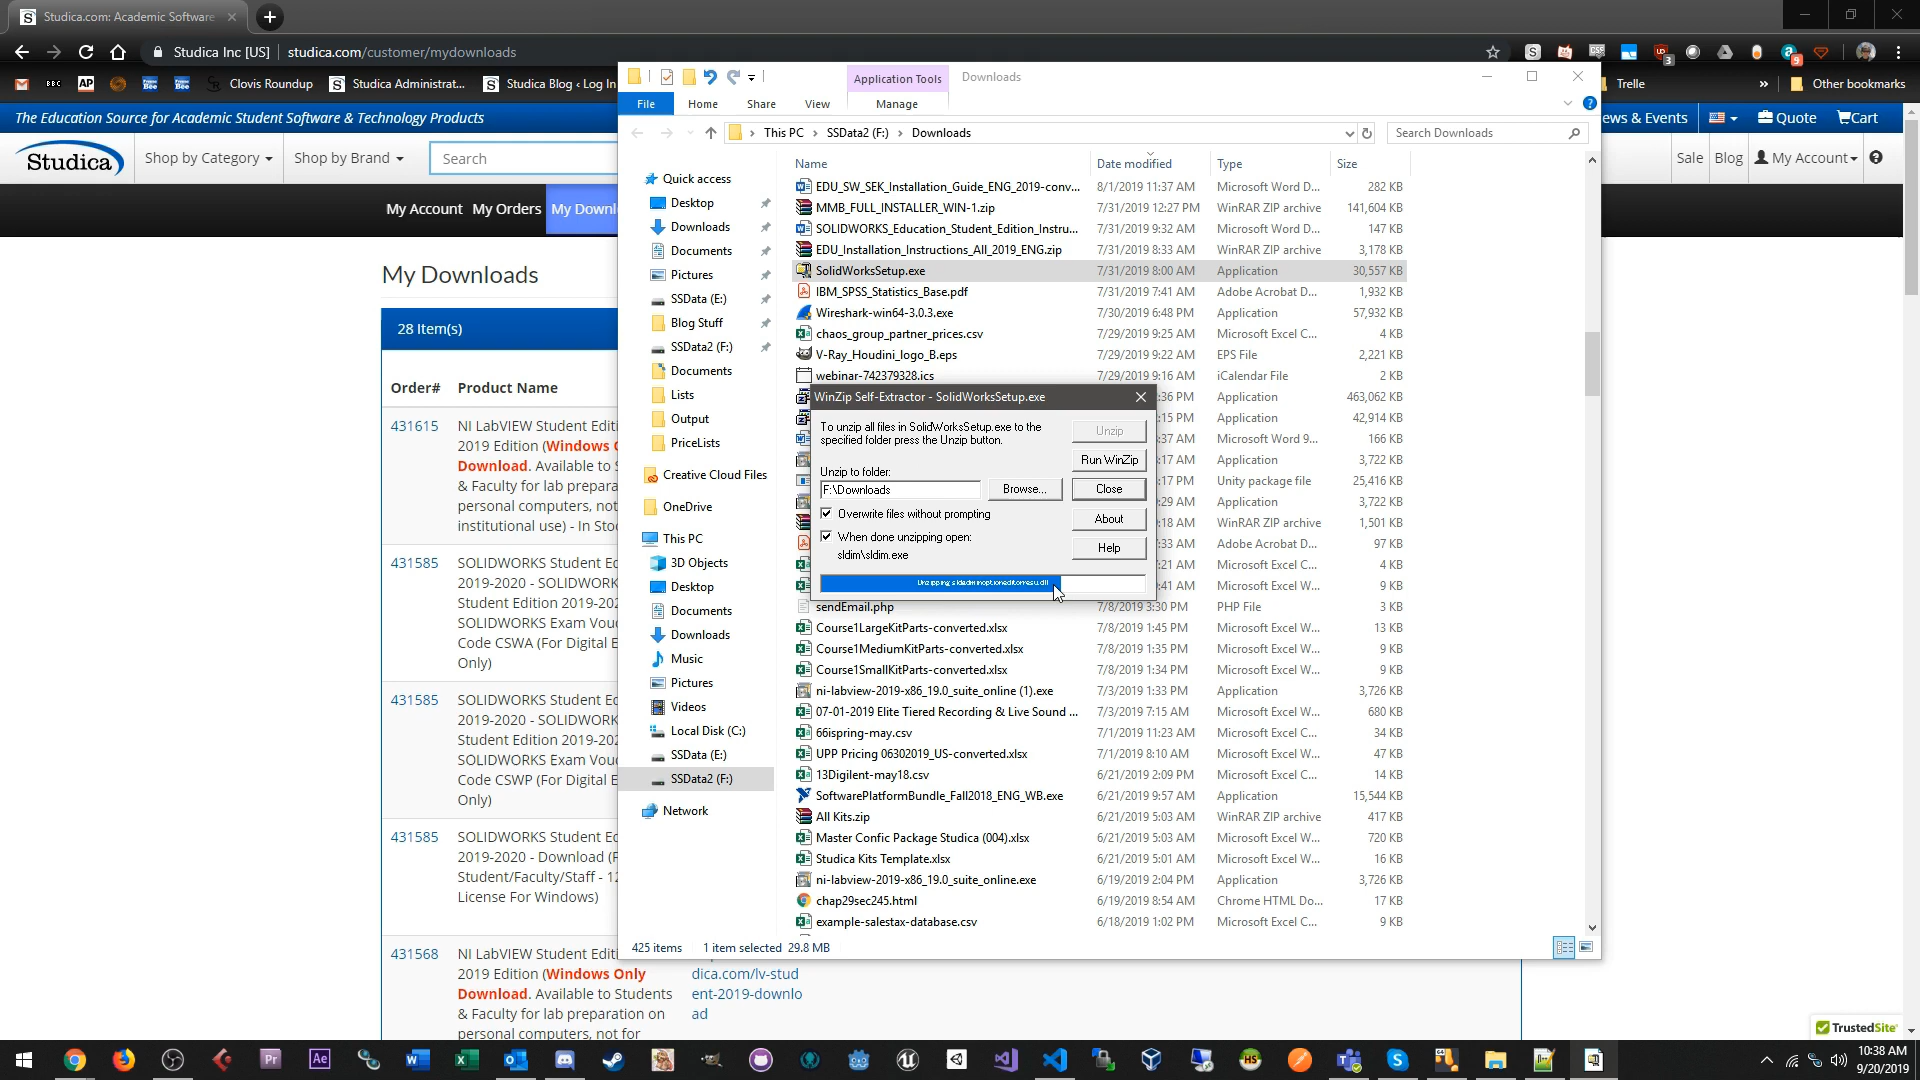 Studica.com: Academic Software
Studica Inc [US] | studica.com/customer/mydownloads
BBC
AP
Clovis Roundup
Studica Administrat...
Studica Blog ‹ Log In
Trelle
»
Other bookmarks
The Education Source for Academic Student Software & Technology Products
ews & Events
Quote
Cart
Studica
Shop by Category
Shop by Brand
Search
Sale
Blog
My Account
My Account
My Orders
My Downl
My Downloads
28 Item(s)
Order#
Product Name
431615
NI LabVIEW Student Editi
2019 Edition (Windows O
Download. Available to S
& Faculty for lab prepara
personal computers, not
institutional use) - In Sto
431585
SOLIDWORKS Student Ed
2019-2020 - SOLIDWORK
Student Edition 2019-202
SOLIDWORKS Exam Vou
Code CSWA (For Digital E
Only)
431585
SOLIDWORKS Student Ed
2019-2020 - SOLIDWORK
Student Edition 2019-202
SOLIDWORKS Exam Vou
Code CSWP (For Digital E
Only)
431585
SOLIDWORKS Student Ed
2019-2020 - Download (F
Student/Faculty/Staff - 12
License For Windows)
431568
NI LabVIEW Student Editi
2019 Edition (Windows Only
Download. Available to Students
& Faculty for lab preparation on
personal computers, not for
dica.com/lv-stud
ent-2019-downlo
ad
Application Tools
Downloads
File
Home
Share
View
Manage
This PC > SSData2 (F:) > Downloads
Search Downloads
Quick access
Desktop
Downloads
Documents
Pictures
SSData (E:)
Blog Stuff
SSData2 (F:)
Documents
Lists
Output
PriceLists
Creative Cloud Files
OneDrive
This PC
3D Objects
Desktop
Documents
Downloads
Music
Pictures
Videos
Local Disk (C:)
SSData (E:)
SSData2 (F:)
Network
Name
Date modified
Type
Size
EDU_SW_SEK_Installation_Guide_ENG_2019-conv... 8/1/2019 11:37 AM Microsoft Word D... 282 KB
MMB_FULL_INSTALLER_WIN-1.zip 7/31/2019 12:27 PM WinRAR ZIP archive 141,604 KB
SOLIDWORKS_Education_Student_Edition_Instru... 7/31/2019 9:32 AM Microsoft Word D... 147 KB
EDU_Installation_Instructions_All_2019_ENG.zip 7/31/2019 8:33 AM WinRAR ZIP archive 3,178 KB
SolidWorksSetup.exe 7/31/2019 8:00 AM Application 30,557 KB
IBM_SPSS_Statistics_Base.pdf 7/31/2019 7:41 AM Adobe Acrobat D... 1,932 KB
Wireshark-win64-3.0.3.exe 7/30/2019 6:48 PM Application 57,932 KB
chaos_group_partner_prices.csv 7/29/2019 9:25 AM Microsoft Excel C... 4 KB
V-Ray_Houdini_logo_B.eps 7/29/2019 9:22 AM EPS File 2,221 KB
webinar-742379328.ics 7/29/2019 9:16 AM iCalendar File 2 KB
:36 PM Application 463,062 KB
:15 PM Application 42,914 KB
:37 AM Microsoft Word 9... 166 KB
:17 AM Application 3,722 KB
:17 PM Unity package file 25,416 KB
:29 AM Application 3,722 KB
:18 AM WinRAR ZIP archive 1,501 KB
:33 AM Adobe Acrobat D... 97 KB
:21 AM Microsoft Excel C... 4 KB
:41 AM Microsoft Excel W... 9 KB
WinZip Self-Extractor - SolidWorksSetup.exe
To unzip all files in SolidWorksSetup.exe to the
specified folder press the Unzip button.
Unzip to folder:
F:\Downloads
Browse...
Overwrite files without prompting
When done unzipping open:
sldim\sldim.exe
Unzip
Run WinZip
Close
About
Help
sendEmail.php 7/8/2019 3:30 PM PHP File 3 KB
Course1LargeKitParts-converted.xlsx 7/8/2019 1:45 PM Microsoft Excel W... 13 KB
Course1MediumKitParts-converted.xlsx 7/8/2019 1:35 PM Microsoft Excel W... 9 KB
Course1SmallKitParts-converted.xlsx 7/8/2019 1:34 PM Microsoft Excel W... 9 KB
ni-labview-2019-x86_19.0_suite_online (1).exe 7/3/2019 1:33 PM Application 3,726 KB
07-01-2019 Elite Tiered Recording & Live Sound ... 7/3/2019 7:15 AM Microsoft Excel W... 680 KB
66ispring-may.csv 7/1/2019 11:23 AM Microsoft Excel C... 34 KB
UPP Pricing 06302019_US-converted.xlsx 7/1/2019 8:10 AM Microsoft Excel W... 47 KB
13Digilent-may18.csv 6/21/2019 2:09 PM Microsoft Excel C... 14 KB
SoftwarePlatformBundle_Fall2018_ENG_WB.exe 6/21/2019 9:57 AM Application 15,544 KB
All Kits.zip 6/21/2019 5:03 AM WinRAR ZIP archive 417 KB
Master Confic Package Studica (004).xlsx 6/21/2019 5:03 AM Microsoft Excel W... 720 KB
Studica Kits Template.xlsx 6/21/2019 5:01 AM Microsoft Excel W... 16 KB
ni-labview-2019-x86_19.0_suite_online.exe 6/19/2019 2:04 PM Application 3,726 KB
chap29sec245.html 6/19/2019 8:54 AM Chrome HTML Do... 17 KB
example-salestax-database.csv 6/18/2019 1:02 PM Microsoft Excel C... 9 KB
425 items
1 item selected 29.8 MB
TrustedSite
10:38 AM
9/20/2019